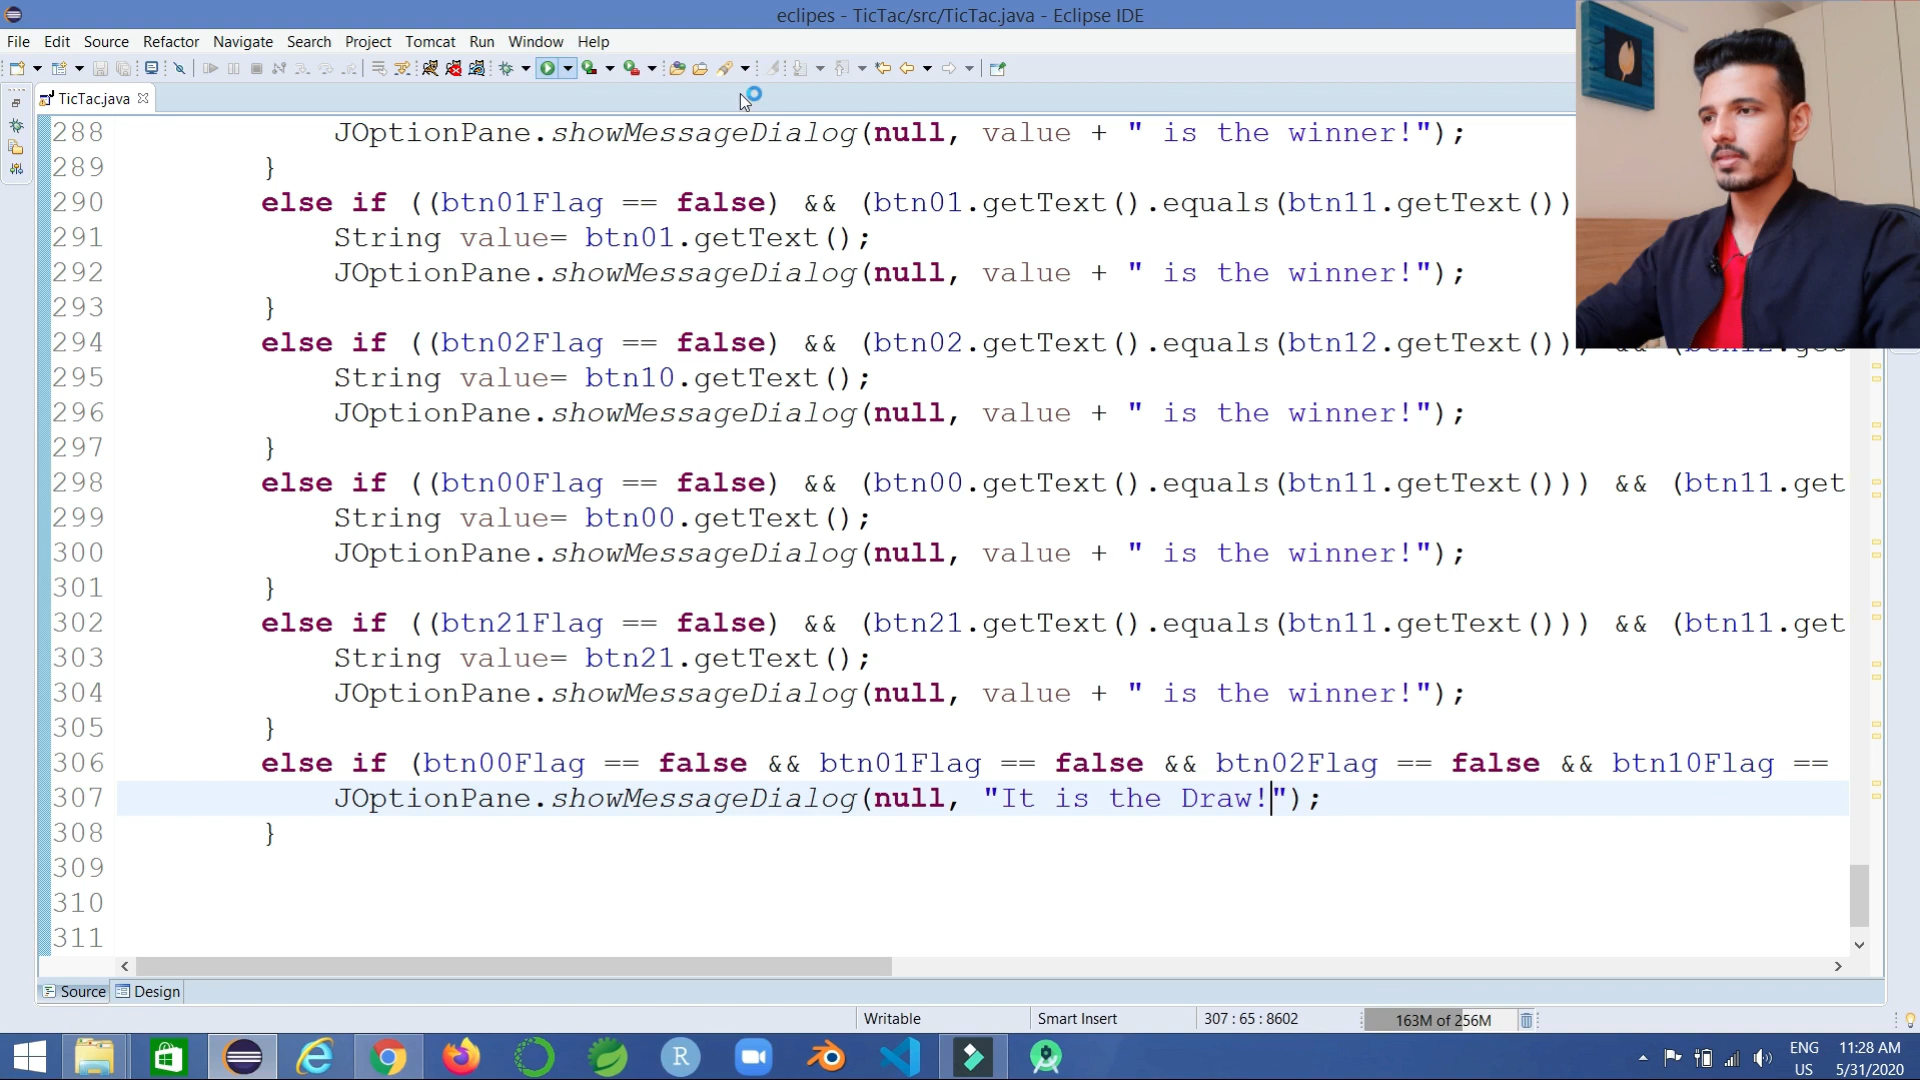 eclipes - TicTac/src/TicTac.java - Eclipse IDE
File Edit Source Refactor Navigate Search Project Tomcat Run Window Help
TicTac.java
288 JOptionPane.showMessageDialog(null, value + " is the winner!");
289 }
290 else if ((btn01Flag == false) && (btn01.getText().equals(btn11.getText())
291 String value= btn01.getText();
292 JOptionPane.showMessageDialog(null, value + " is the winner!");
293 }
294 else if ((btn02Flag == false) && (btn02.getText().equals(btn12.getText())
295 String value= btn10.getText();
296 JOptionPane.showMessageDialog(null, value + " is the winner!");
297 }
298 else if ((btn00Flag == false) && (btn00.getText().equals(btn11.getText())) && (btn11.get
299 String value= btn00.getText();
300 JOptionPane.showMessageDialog(null, value + " is the winner!");
301 }
302 else if ((btn21Flag == false) && (btn21.getText().equals(btn11.getText())) && (btn11.get
303 String value= btn21.getText();
304 JOptionPane.showMessageDialog(null, value + " is the winner!");
305 }
306 else if (btn00Flag == false && btn01Flag == false && btn02Flag == false && btn10Flag ==
307 JOptionPane.showMessageDialog(null, "It is the Draw!");
308 }
309
310
311
Source Design
Writable Smart Insert 307 : 65 : 8602 163M of 256M
R
ENG 11:28 AM
US 5/31/2020